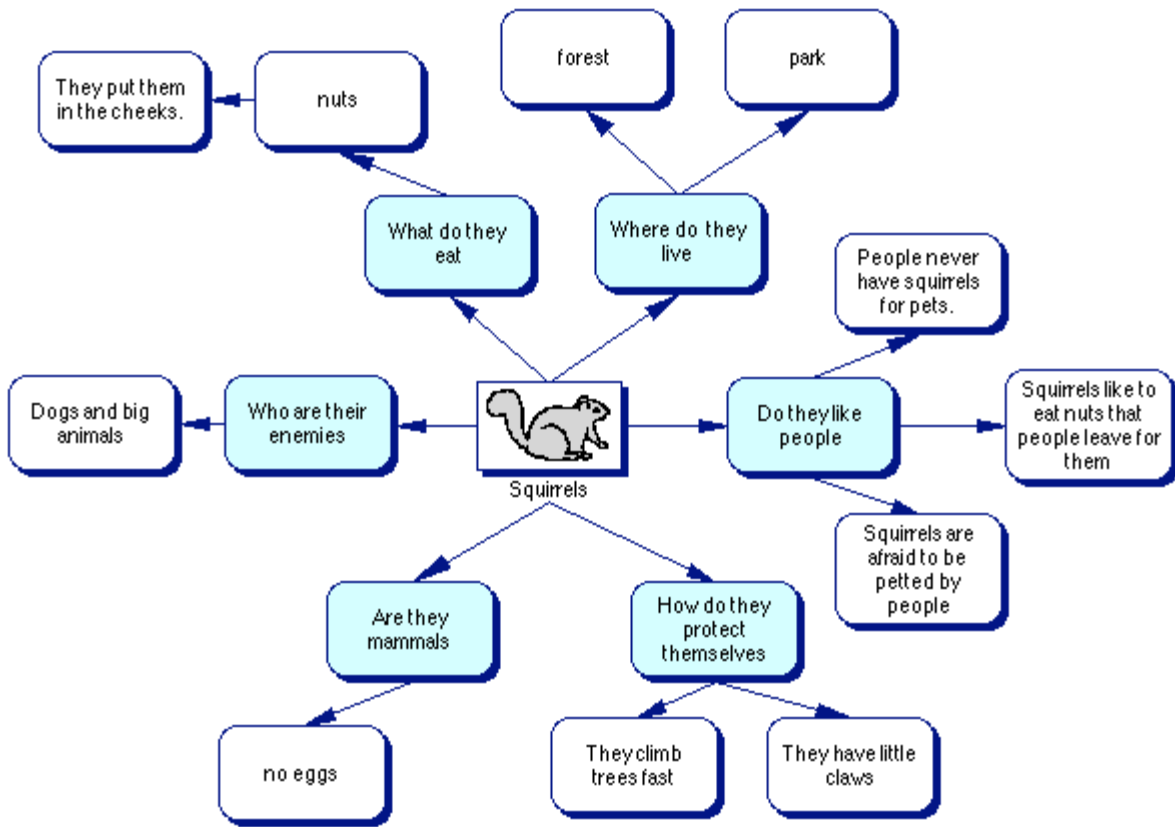 forest
park
They put them
in the cheeks.
nuts
What do they
eat
Where do they
live
People never
have squirrels
for pets.
Dogs and big
animals
Who are their
enemies
Squirrels
Do they like
people
Squirrels like to
eat nuts that
people leave for
them
Squirrels are
afraid to be
petted by
people
Are they
mammals
How do they
protect
themselves
no eggs
They climb
trees fast
They have little
claws